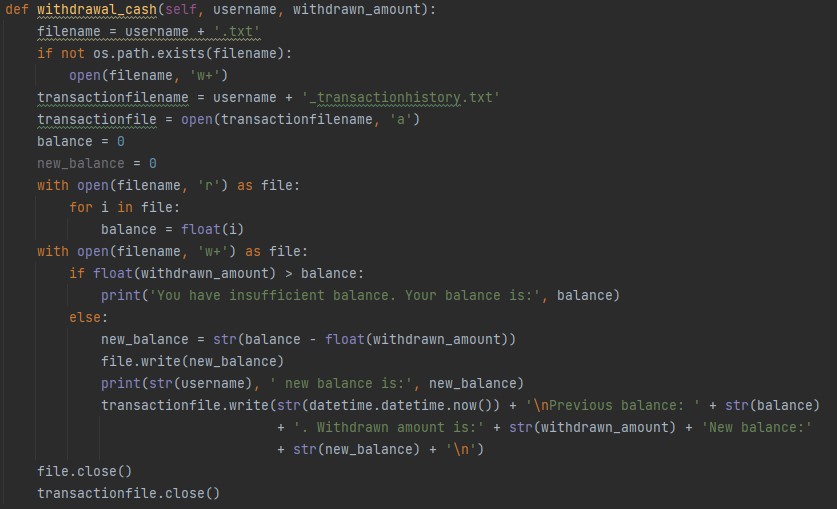 def withdrawal_cash(self, username, withdrawn_amount):
    filename = username + '.txt'
    if not os.path.exists(filename):
        open(filename, 'w+')
    transactionfilename = username + '_transactionhistory.txt'
    transactionfile = open(transactionfilename, 'a')
    balance = 0
    new_balance = 0
    with open(filename, 'r') as file:
        for i in file:
            balance = float(i)
    with open(filename, 'w+') as file:
        if float(withdrawn_amount) > balance:
            print('You have insufficient balance. Your balance is:', balance)
        else:
            new_balance = str(balance - float(withdrawn_amount))
            file.write(new_balance)
            print(str(username), ' new balance is:', new_balance)
            transactionfile.write(str(datetime.datetime.now()) + '\nPrevious balance: ' + str(balance)
                                  + '. Withdrawn amount is:' + str(withdrawn_amount) + 'New balance:'
                                  + str(new_balance) + '\n')
    file.close()
    transactionfile.close()